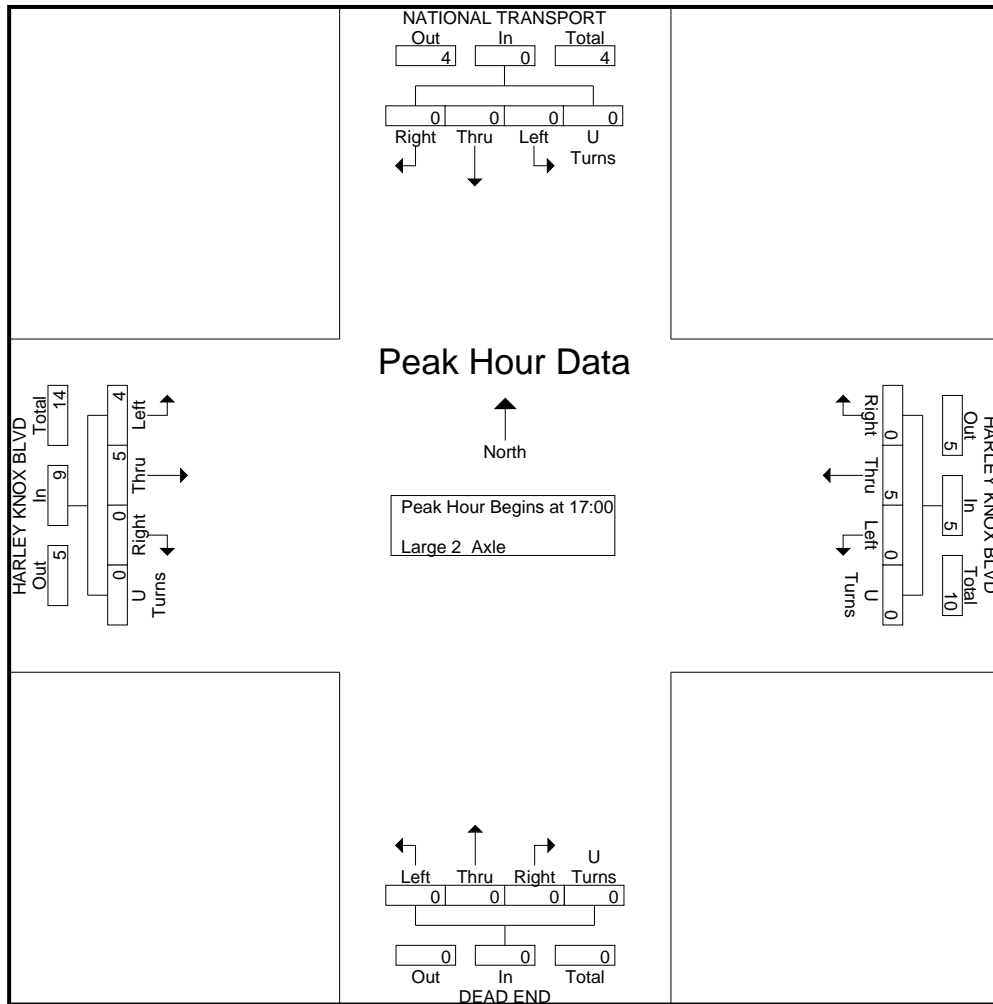 NATIONAL TRANSPORT
Out In Total
4 0 4
0 0 0 0
Right Thru Left U
Turns
Peak Hour Data
North
Peak Hour Begins at 17:00
Large 2 Axle
HARLEY KNOX BLVD
Total In Out
14 9 5
4 5 0 0
Left Thru Right U
Turns
HARLEY KNOX BLVD
Out In Total
5 5 10
0 5 0 0
Right Thru Left U
Turns
U
Left Thru Right Turns
0 0 0 0
0 0 0
Out In Total
DEAD END